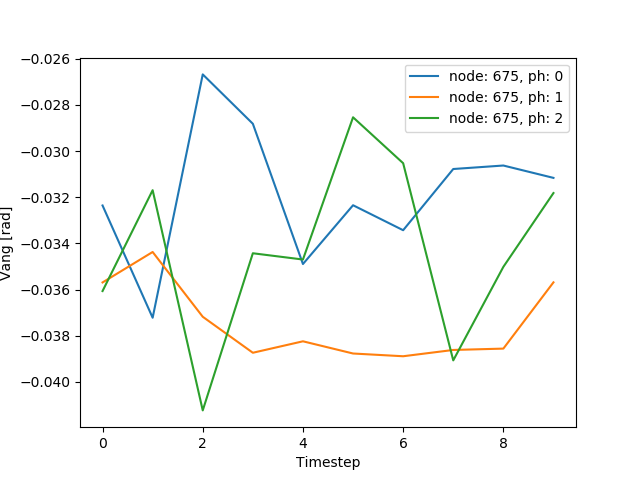 −0.026
−0.028
−0.030
−0.032
−0.034
−0.036
−0.038
−0.040
Vang [rad]
node: 675, ph: 0
node: 675, ph: 1
node: 675, ph: 2
0 2 4 6 8
Timestep